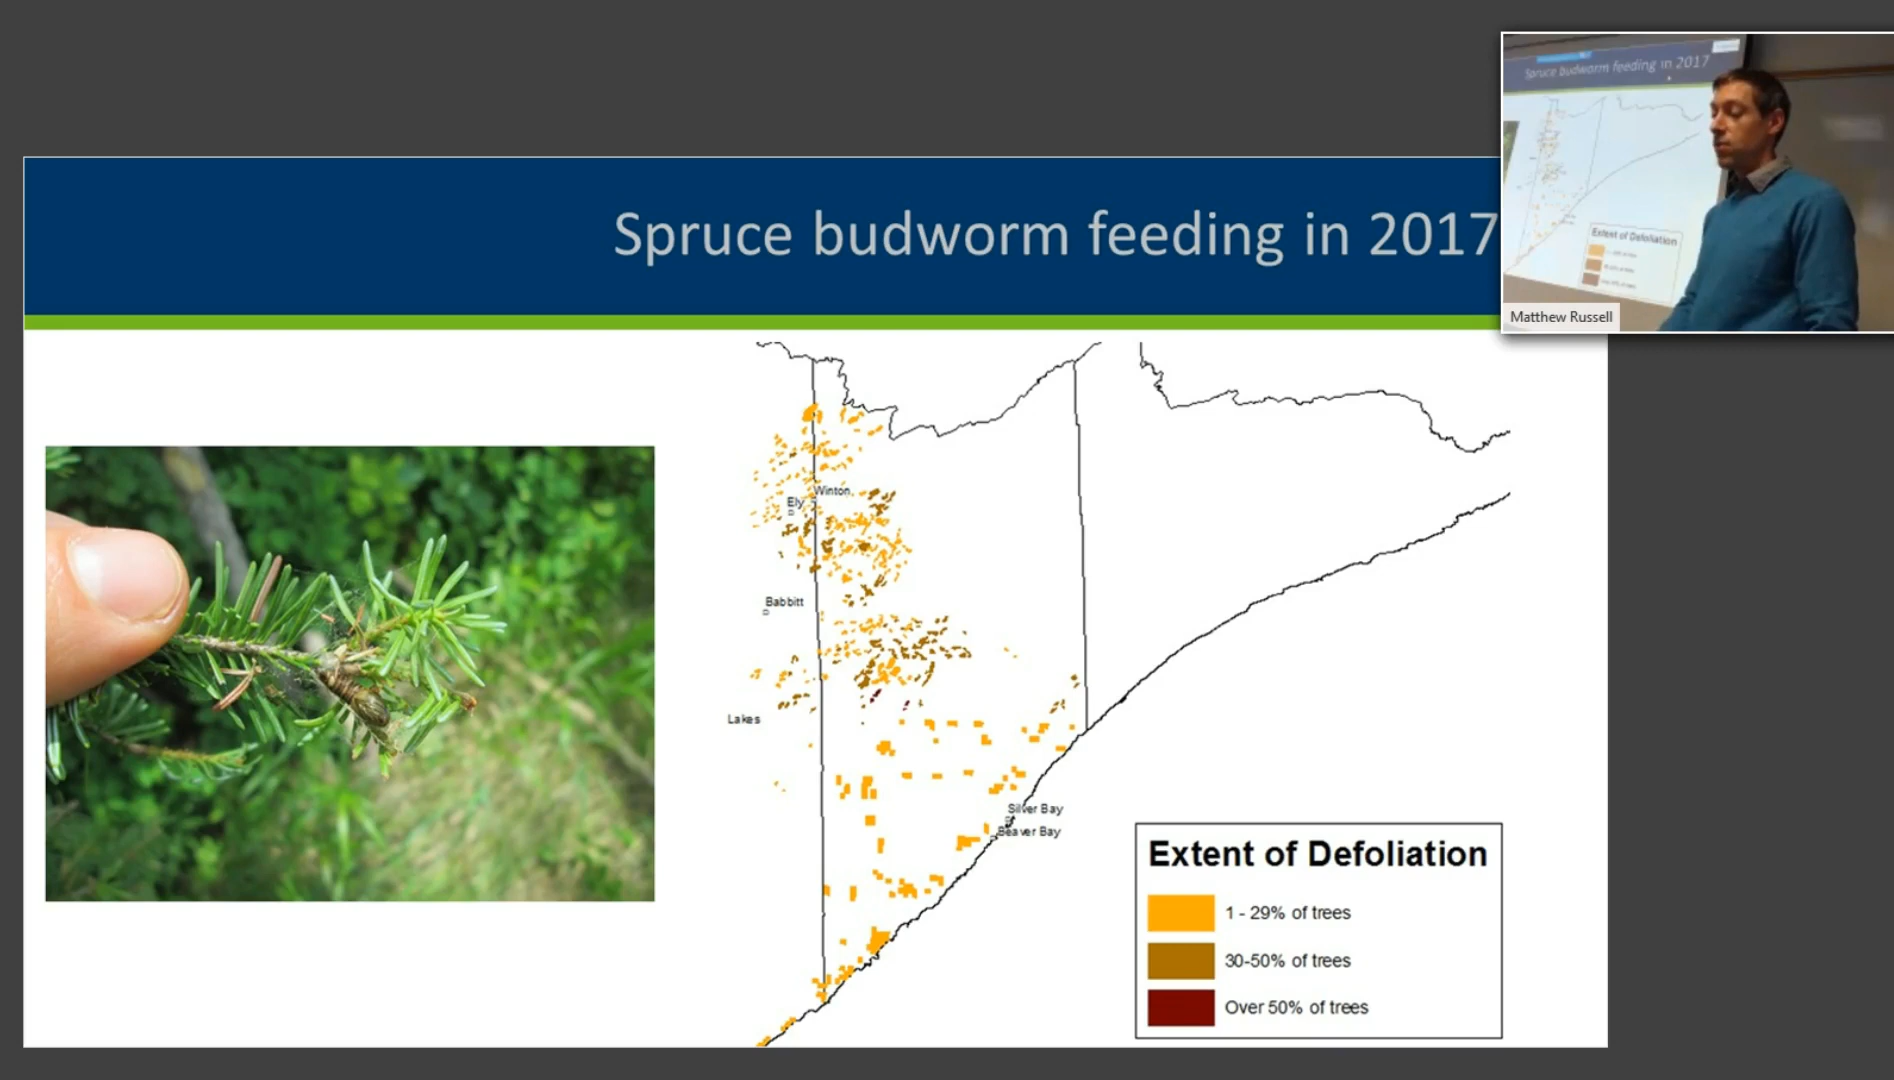 Spruce budworm feeding in 2017
Spruce budworm feeding in 2017
Extent of Defoliation
Matthew Russell
Winton
Ely
Babbitt
Lakes
Silver Bay
Beaver Bay
Extent of Defoliation
1 - 29% of trees
30-50% of trees
Over 50% of trees